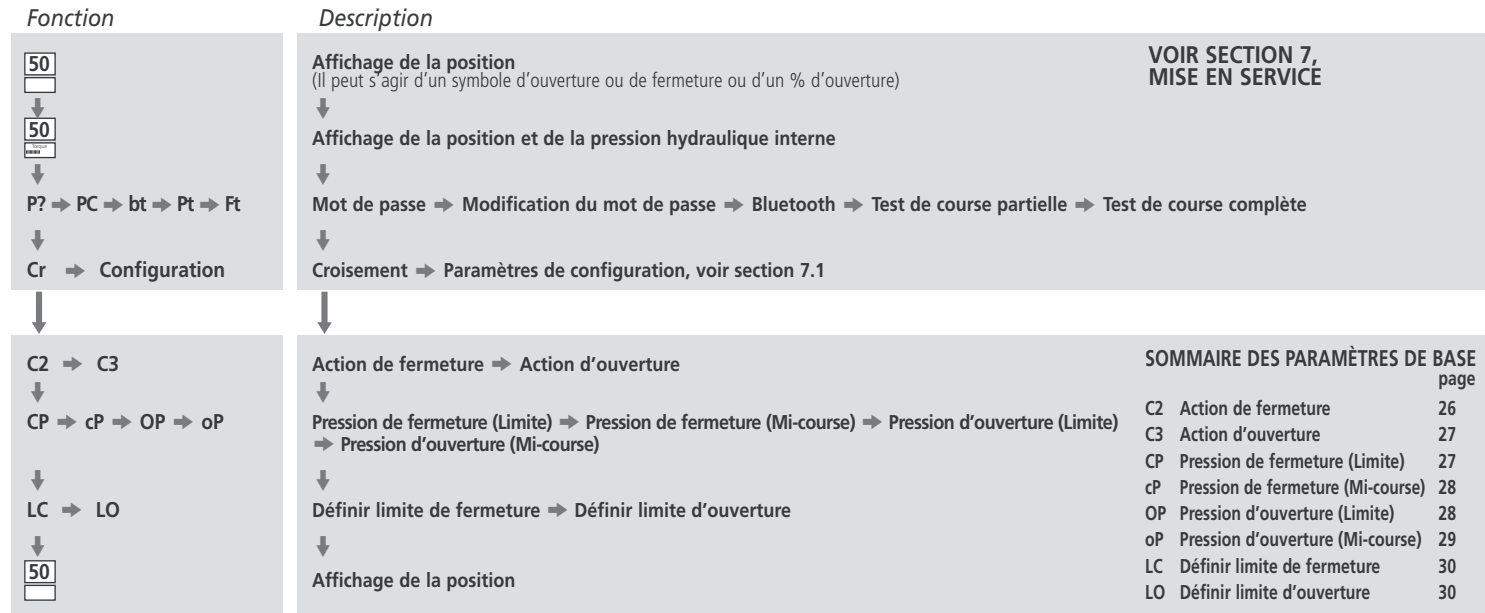 Fonction
Description
50
Affichage de la position
(Il peut s'agir d'un symbole d'ouverture ou de fermeture ou d'un % d'ouverture)
VOIR SECTION 7,
MISE EN SERVICE
50
Torque
Affichage de la position et de la pression hydraulique interne
P? ➡ PC ➡ bt ➡ Pt ➡ Ft
Mot de passe ➡ Modification du mot de passe ➡ Bluetooth ➡ Test de course partielle ➡ Test de course complète
Cr ➡ Configuration
Croisement ➡ Paramètres de configuration, voir section 7.1
C2 ➡ C3
Action de fermeture ➡ Action d'ouverture
CP ➡ cP ➡ OP ➡ oP
Pression de fermeture (Limite) ➡ Pression de fermeture (Mi-course) ➡ Pression d'ouverture (Limite)
➡ Pression d'ouverture (Mi-course)
LC ➡ LO
Définir limite de fermeture ➡ Définir limite d'ouverture
50
Affichage de la position
SOMMAIRE DES PARAMÈTRES DE BASE
page
C2 Action de fermeture 26
C3 Action d'ouverture 27
CP Pression de fermeture (Limite) 27
cP Pression de fermeture (Mi-course) 28
OP Pression d'ouverture (Limite) 28
oP Pression d'ouverture (Mi-course) 29
LC Définir limite de fermeture 30
LO Définir limite d'ouverture 30